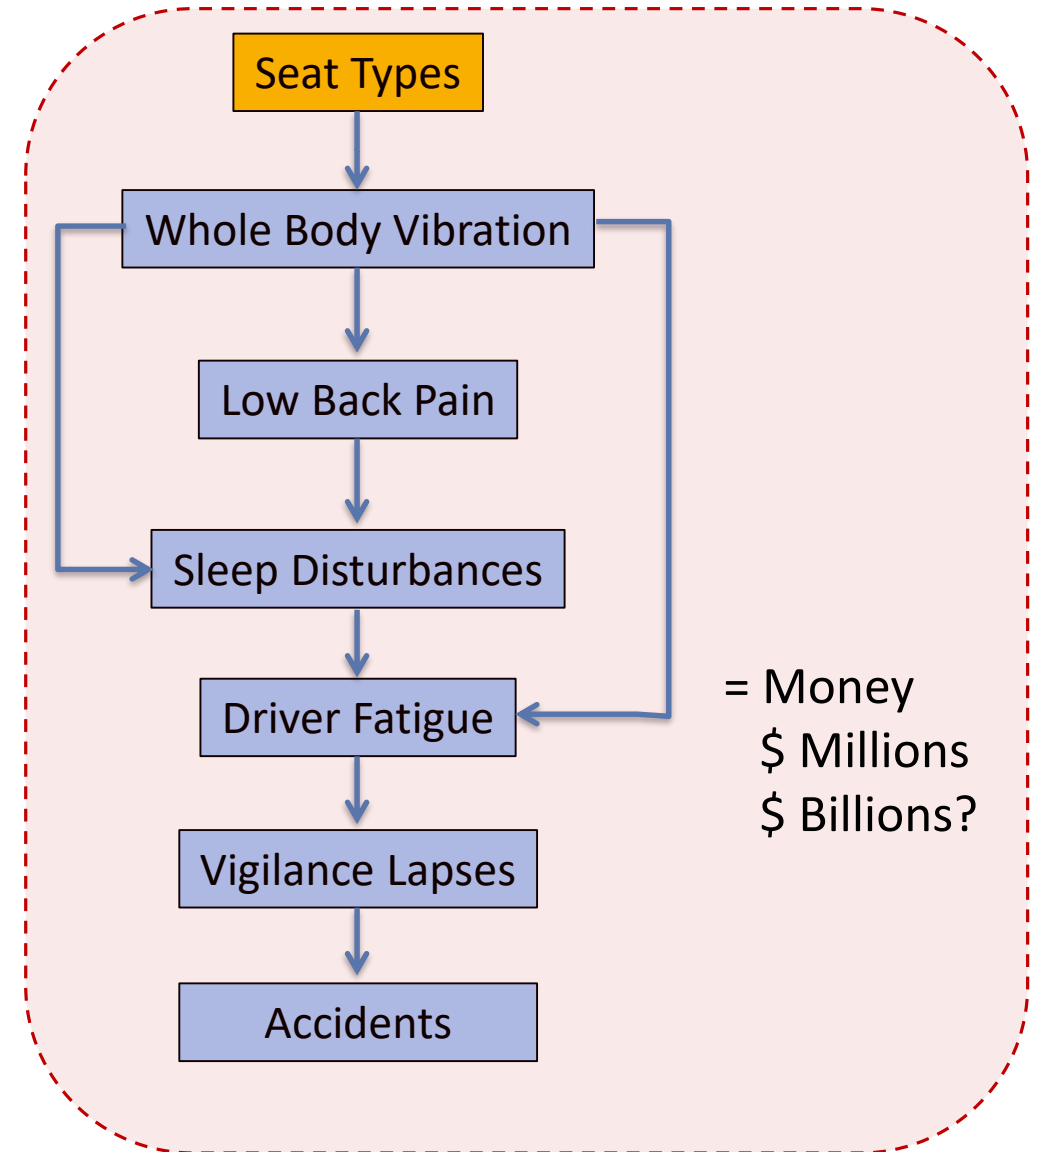 Seat Types
Whole Body Vibration
Low Back Pain
Sleep Disturbances
Driver Fatigue
= Money
$ Millions
$ Billions?
Vigilance Lapses
Accidents